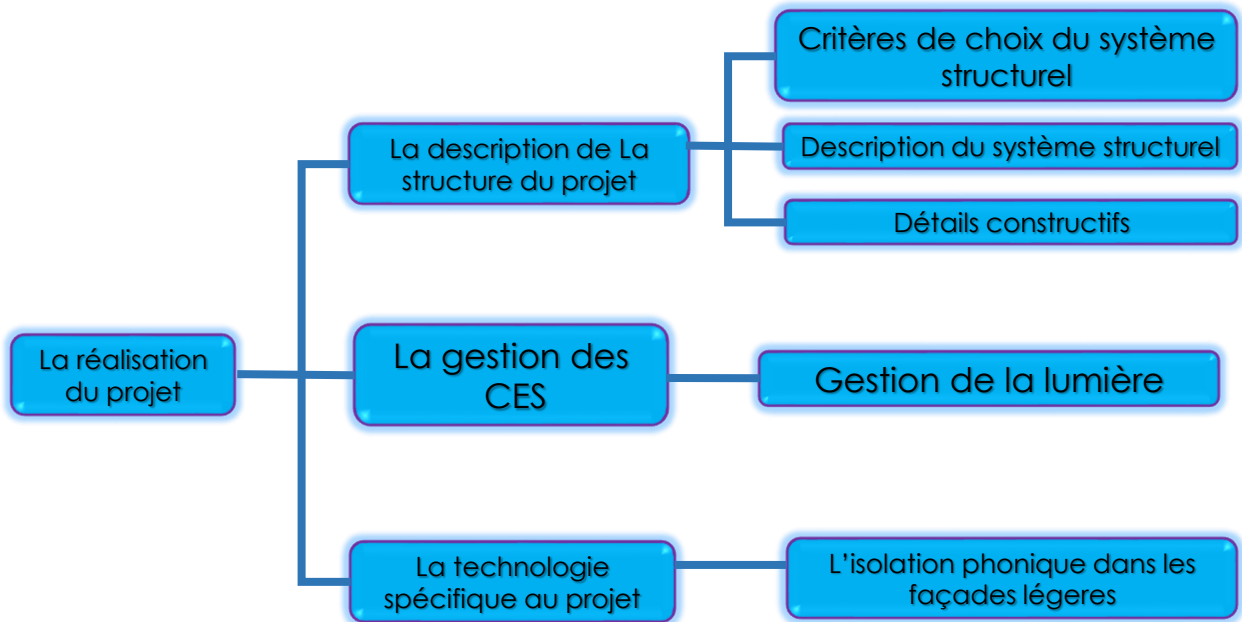 La réalisation
du projet
La description de La
structure du projet
Critères de choix du système
structurel
Description du système structurel
Détails constructifs
La gestion des
CES
Gestion de la lumière
La technologie
spécifique au projet
L’isolation phonique dans les
façades légeres